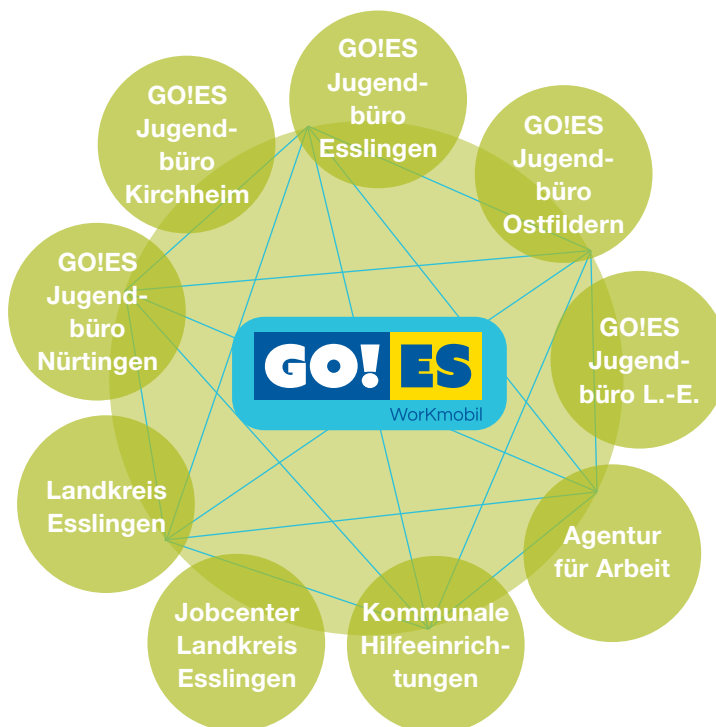 GO!ES
Jugend-
büro
Esslingen
GO!ES
Jugend-
büro
Kirchheim
GO!ES
Jugend-
büro
Ostfildern
GO!ES
Jugend-
büro
Nürtingen
GO!ES
Jugend-
büro L.-E.
GO! ES
WorKmobil
Landkreis
Esslingen
Agentur
für Arbeit
Jobcenter
Landkreis
Esslingen
Kommunale
Hilfeeinrich-
tungen